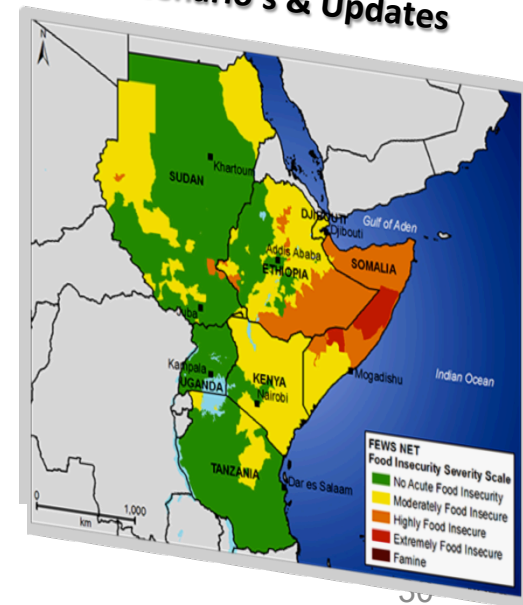 & Updates
N
SUDAN
Khartoum
DJIBOUTI
Djibouti
Gulf of Aden
Addis Ababa
ETHIOPIA
SOMALIA
Juba
Kampala
UGANDA
KENYA
Nairobi
Mogadishu
Indian Ocean
TANZANIA
Dar es Salaam
0 1,000
km
FEWS NET
Food Insecurity Severity Scale
No Acute Food Insecurity
Moderately Food Insecure
Highly Food Insecure
Extremely Food Insecure
Famine